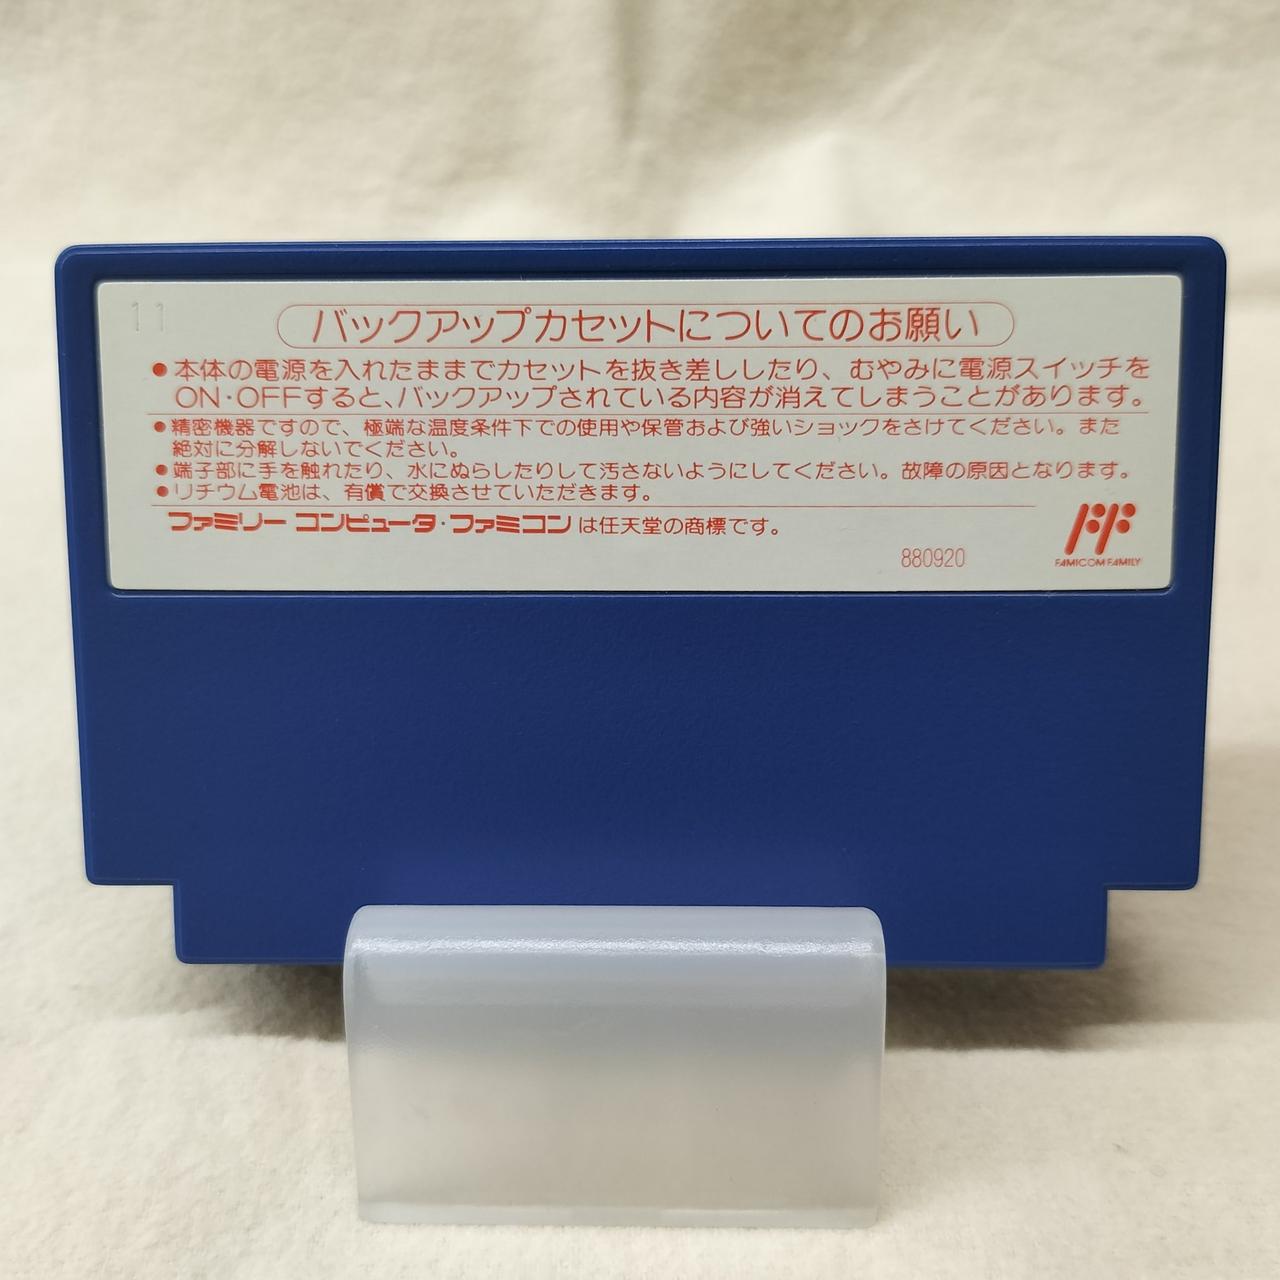 11
バックアップカセットについてのお願い
●本体の電源を入れたままでカセットを抜き差ししたり、むやみに電源スイッチを
ON・OFFすると、バックアップされている内容が消えてしまうことがあります。
●精密機器ですので、極端な温度条件下での使用や保管および強いショックをさけてください。また
絶対に分解しないでください。
●端子部に手を触れたり、水にぬらしたりして汚さないようにしてください。故障の原因となります。
●リチウム電池は、有償で交換させていただきます。
ファミリー コンピュータ・ファミコン は任天堂の商標です。
880920
FF
FAMICOM FAMILY